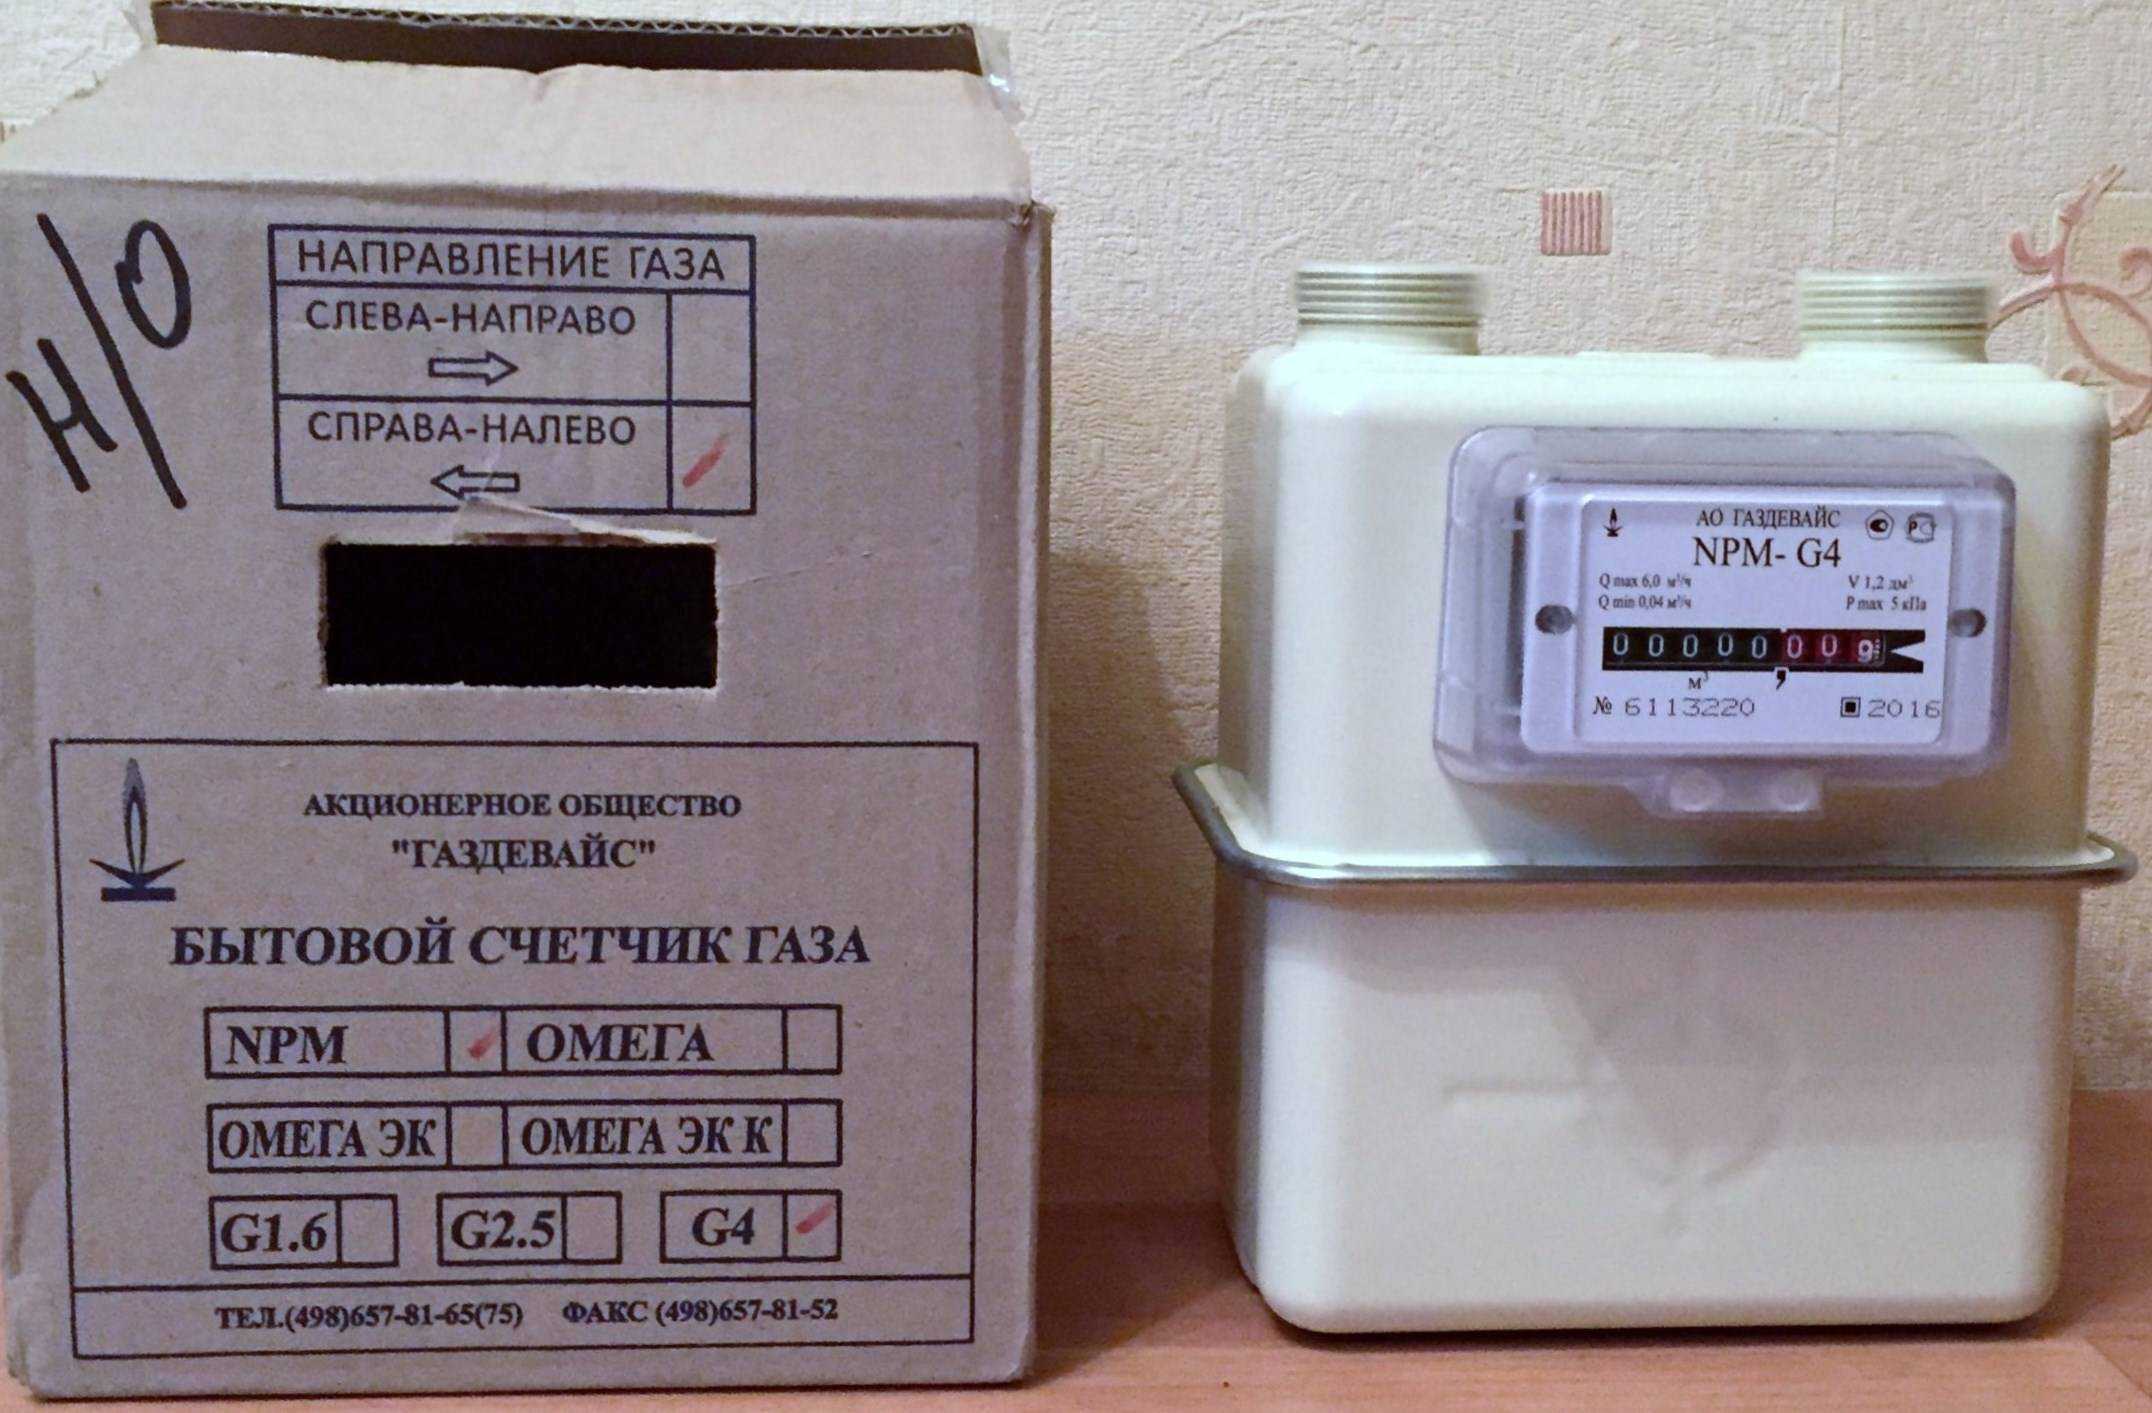 Н/О
НАПРАВЛЕНИЕ ГАЗА
СЛЕВА-НАПРАВО
СПРАВА-НАЛЕВО
АКЦИОНЕРНОЕ ОБЩЕСТВО
"ГАЗДЕВАЙС"
БЫТОВОЙ СЧЕТЧИК ГАЗА
NPM ОМЕГА
ОМЕГА ЭК ОМЕГА ЭК К
G1.6 G2.5 G4
ТЕЛ.(498)657-81-65(75) ФАКС (498)657-81-52
АО ГАЗДЕВАЙС
NPM- G4
Q max 6,0 м³/ч V 1,2 дм³
Q min 0,04 м³/ч P max 5 кПа
0 0 0 0 0 0 0 9
м³ ,
№ 6113220 2016